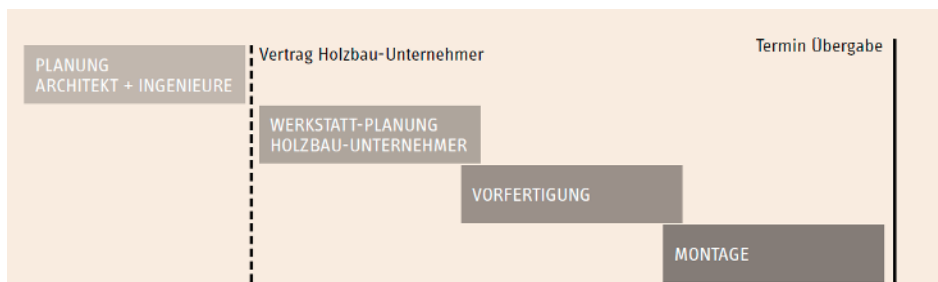 PLANUNG
ARCHITEKT + INGENIEURE
Vertrag Holzbau-Unternehmer
Termin Übergabe
WERKSTATT-PLANUNG
HOLZBAU-UNTERNEHMER
VORFERTIGUNG
MONTAGE